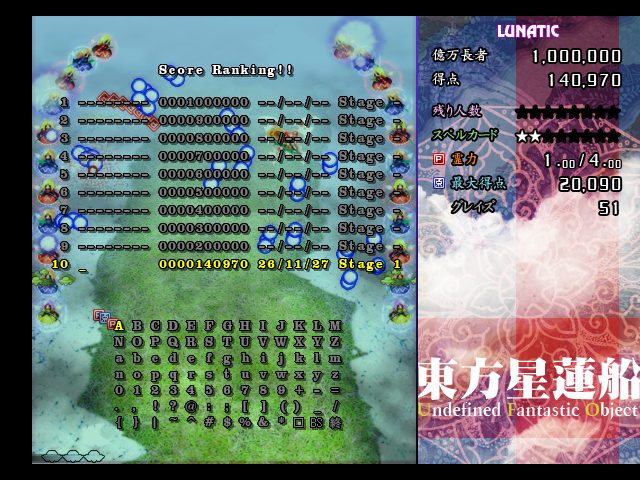 Score Ranking!!
1 -------- 0001000000 --/--/-- Stage -
2 -------- 0000900000 --/--/-- Stage -
3 -------- 0000800000 --/--/-- Stage -
4 -------- 0000700000 --/--/-- Stage -
5 -------- 0000600000 --/--/-- Stage -
6 -------- 0000500000 --/--/-- Stage -
7 -------- 0000400000 --/--/-- Stage -
8 -------- 0000300000 --/--/-- Stage -
9 -------- 0000200000 --/--/-- Stage -
10 _ 0000140970 26/11/27 Stage 1
A B C D E F G H I J K L M
N O P Q R S T U V W X Y Z
a b c d e f g h i j k l m
n o p q r s t u v w x y z
0 1 2 3 4 5 6 7 8 9 + - =
. , ! ? @ : ; [ ] ( ) _ /
{ } | ~ ^ # $ % & * □ BS 終
LUNATIC
億万長者 1,000,000
得点 140,970
残り人数 ★★★★★★★★★★
スペルカード ★★★★★★★★★★
P 霊力 1.00/4.00
点 最大得点 20,090
グレイズ 51
東方星蓮船
Undefined Fantastic Object